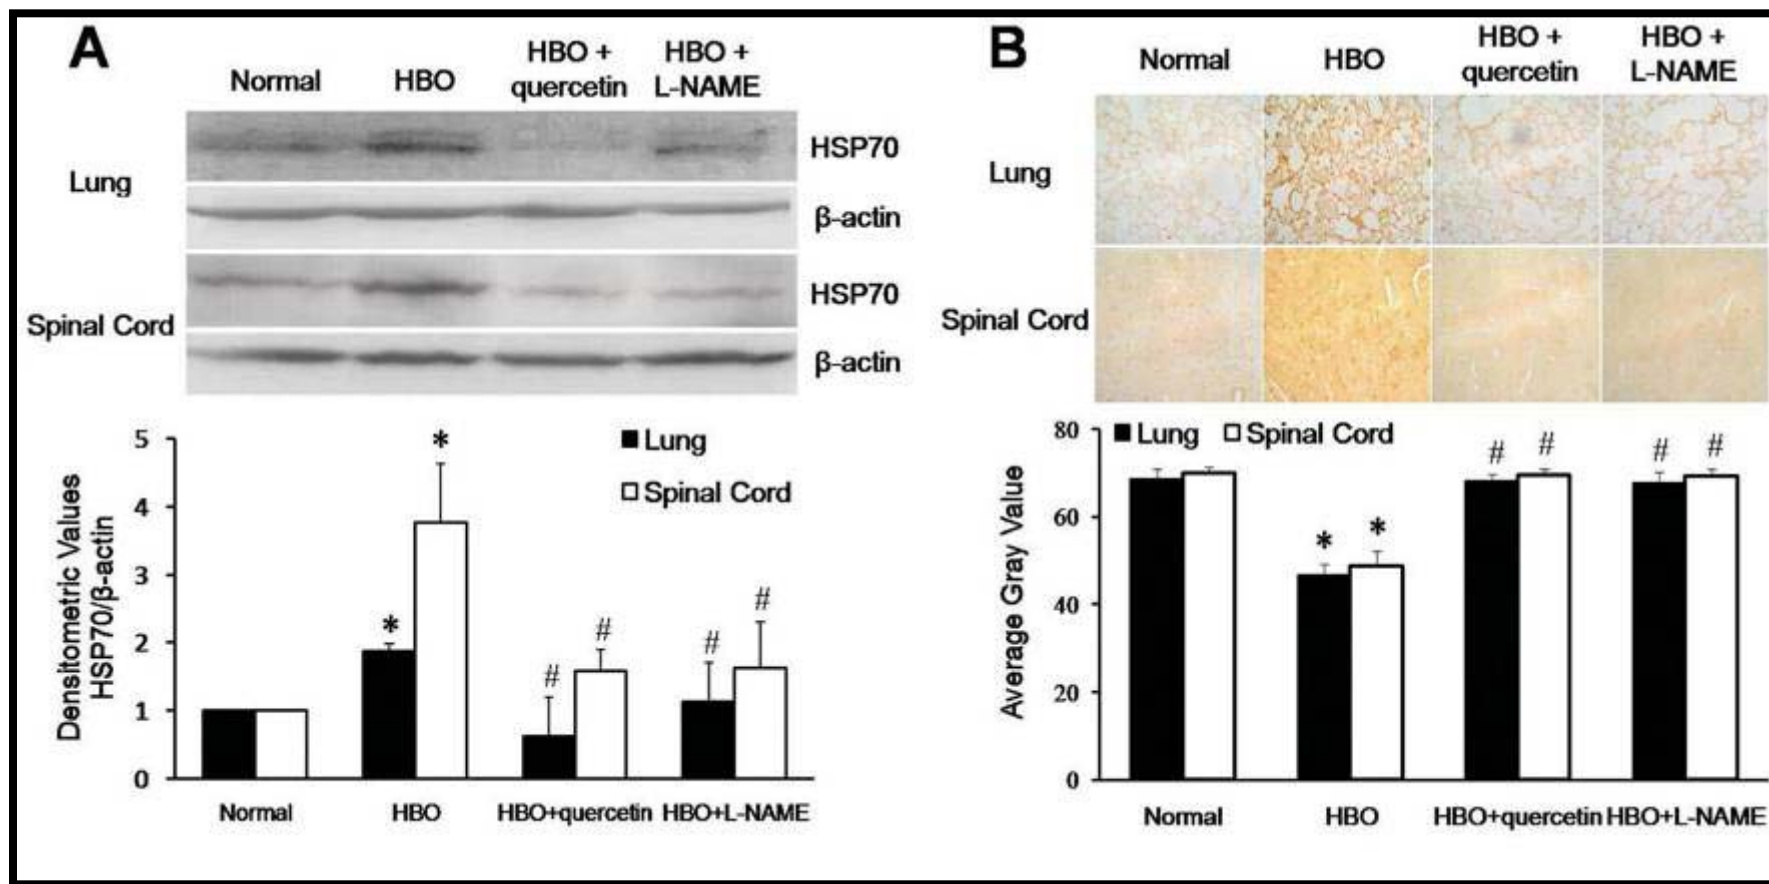 A
Normal
HBO
HBO +
quercetin
HBO +
L-NAME
Lung
HSP70
β-actin
Spinal Cord
HSP70
β-actin
Densitometric Values
HSP70/β-actin
5
4
3
2
1
0
Lung
Spinal Cord
*
*
#
#
#
#
Normal
HBO
HBO+quercetin
HBO+L-NAME
B
Normal
HBO
HBO +
quercetin
HBO +
L-NAME
Lung
Spinal Cord
Average Gray Value
80
60
40
20
0
Lung
Spinal Cord
*
*
#
#
#
#
Normal
HBO
HBO+quercetin
HBO+L-NAME